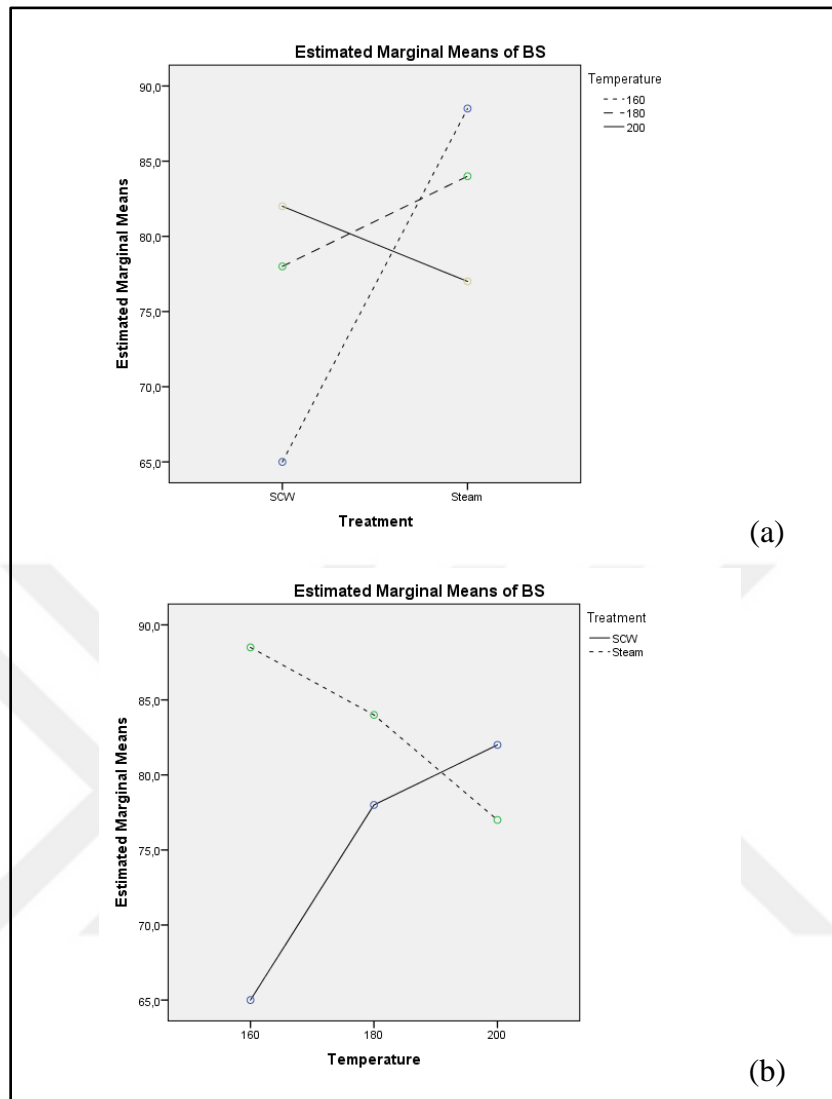 Estimated Marginal Means of BS
Temperature
160
180
200
90,0
85,0
80,0
75,0
70,0
65,0
Estimated Marginal Means
SCW
Steam
Treatment
(a)
Estimated Marginal Means of BS
Treatment
SCW
Steam
90,0
85,0
80,0
75,0
70,0
65,0
Estimated Marginal Means
160
180
200
Temperature
(b)